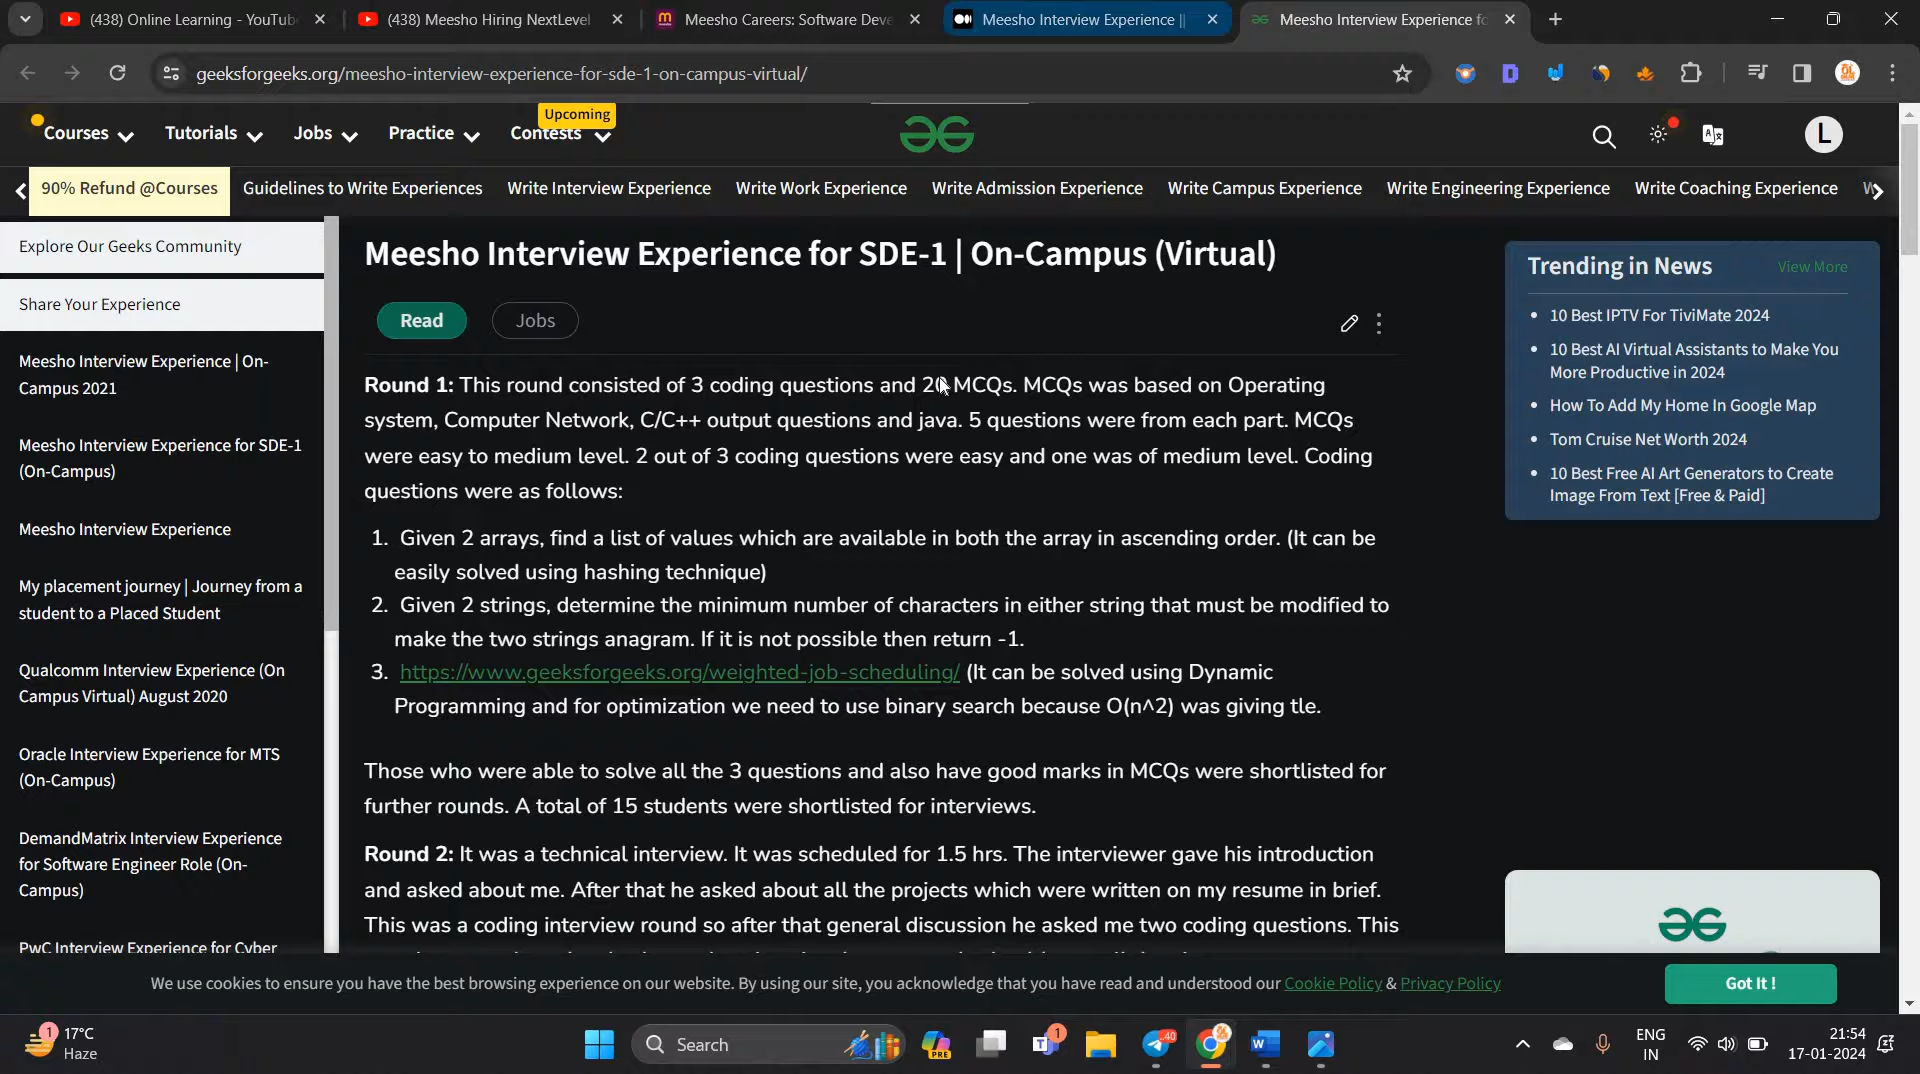 (438) Online Learning - YouTub
(438) Meesho Hiring NextLevel
Meesho Careers: Software Deve
Meesho Interview Experience ||
Meesho Interview Experience fo
geeksforgeeks.org/meesho-interview-experience-for-sde-1-on-campus-virtual/
Courses
Tutorials
Jobs
Practice
Upcoming
Contests
L
90% Refund @Courses
Guidelines to Write Experiences
Write Interview Experience
Write Work Experience
Write Admission Experience
Write Campus Experience
Write Engineering Experience
Write Coaching Experience
W
Explore Our Geeks Community
Share Your Experience
Meesho Interview Experience | On-
Campus 2021
Meesho Interview Experience for SDE-1
(On-Campus)
Meesho Interview Experience
My placement journey | Journey from a
student to a Placed Student
Qualcomm Interview Experience (On
Campus Virtual) August 2020
Oracle Interview Experience for MTS
(On-Campus)
DemandMatrix Interview Experience
for Software Engineer Role (On-
Campus)
PwC Interview Experience for Cyber
Meesho Interview Experience for SDE-1 | On-Campus (Virtual)
Read
Jobs
Round 1: This round consisted of 3 coding questions and 20 MCQs. MCQs was based on Operating
system, Computer Network, C/C++ output questions and java. 5 questions were from each part. MCQs
were easy to medium level. 2 out of 3 coding questions were easy and one was of medium level. Coding
questions were as follows:
1. Given 2 arrays, find a list of values which are available in both the array in ascending order. (It can be
easily solved using hashing technique)
2. Given 2 strings, determine the minimum number of characters in either string that must be modified to
make the two strings anagram. If it is not possible then return -1.
3. https://www.geeksforgeeks.org/weighted-job-scheduling/ (It can be solved using Dynamic
Programming and for optimization we need to use binary search because O(n^2) was giving tle.
Those who were able to solve all the 3 questions and also have good marks in MCQs were shortlisted for
further rounds. A total of 15 students were shortlisted for interviews.
Round 2: It was a technical interview. It was scheduled for 1.5 hrs. The interviewer gave his introduction
and asked about me. After that he asked about all the projects which were written on my resume in brief.
This was a coding interview round so after that general discussion he asked me two coding questions. This
Trending in News
View More
10 Best IPTV For TiviMate 2024
10 Best AI Virtual Assistants to Make You
More Productive in 2024
How To Add My Home In Google Map
Tom Cruise Net Worth 2024
10 Best Free AI Art Generators to Create
Image From Text [Free & Paid]
We use cookies to ensure you have the best browsing experience on our website. By using our site, you acknowledge that you have read and understood our Cookie Policy & Privacy Policy
Got It !
1
17°C
Haze
Search
PRE
1
40
ENG
IN
21:54
17-01-2024